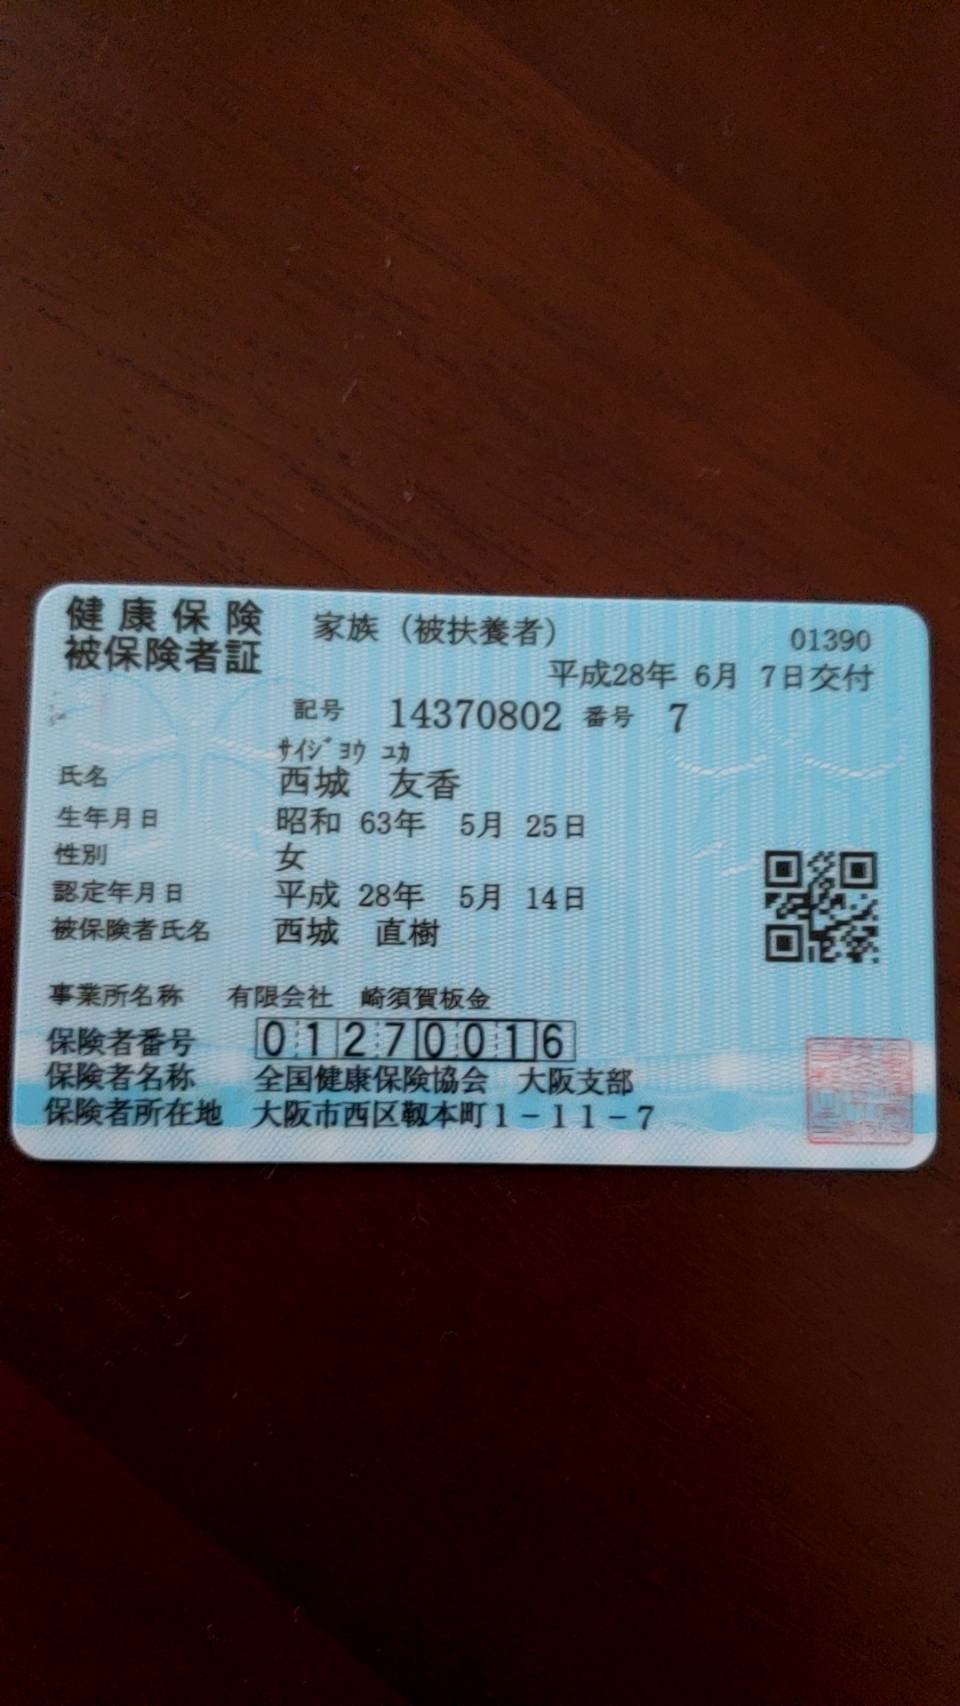 健康保険 家族（被扶養者） 01390
被保険者証 平成28年 6月 7日交付
記号 14370802 番号 7
ｻｲｼﾞﾖｳ ﾕｶ
氏名 西城 友香
生年月日 昭和 63年 5月 25日
性別 女
認定年月日 平成 28年 5月 14日
被保険者氏名 西城 直樹
事業所名称 有限会社 崎須賀板金
保険者番号 01270016
保険者名称 全国健康保険協会 大阪支部
保険者所在地 大阪市西区靱本町1－11－7